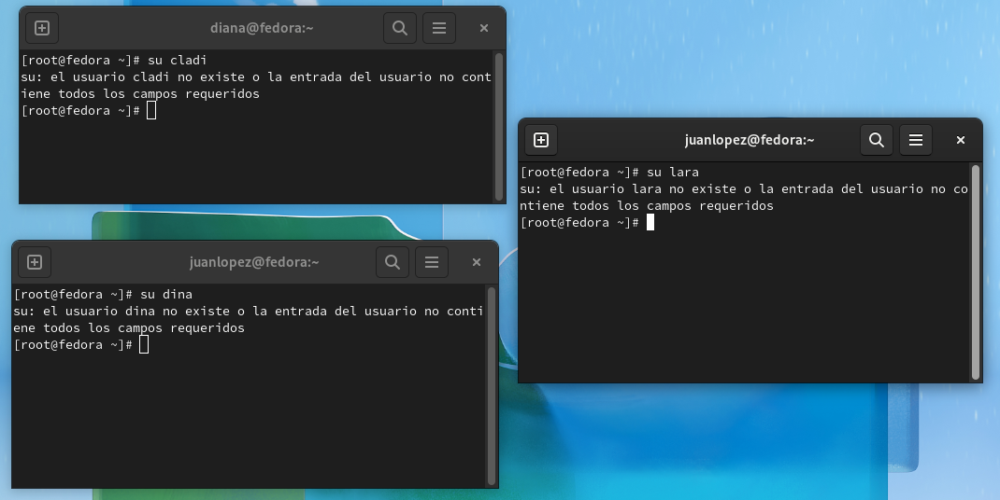 diana@fedora:~
[root@fedora ~]# su cladi
su: el usuario cladi no existe o la entrada del usuario no cont
iene todos los campos requeridos
[root@fedora ~]#
juanlopez@fedora:~
[root@fedora ~]# su lara
su: el usuario lara no existe o la entrada del usuario no co
ntiene todos los campos requeridos
[root@fedora ~]#
juanlopez@fedora:~
[root@fedora ~]# su dina
su: el usuario dina no existe o la entrada del usuario no conti
ene todos los campos requeridos
[root@fedora ~]#